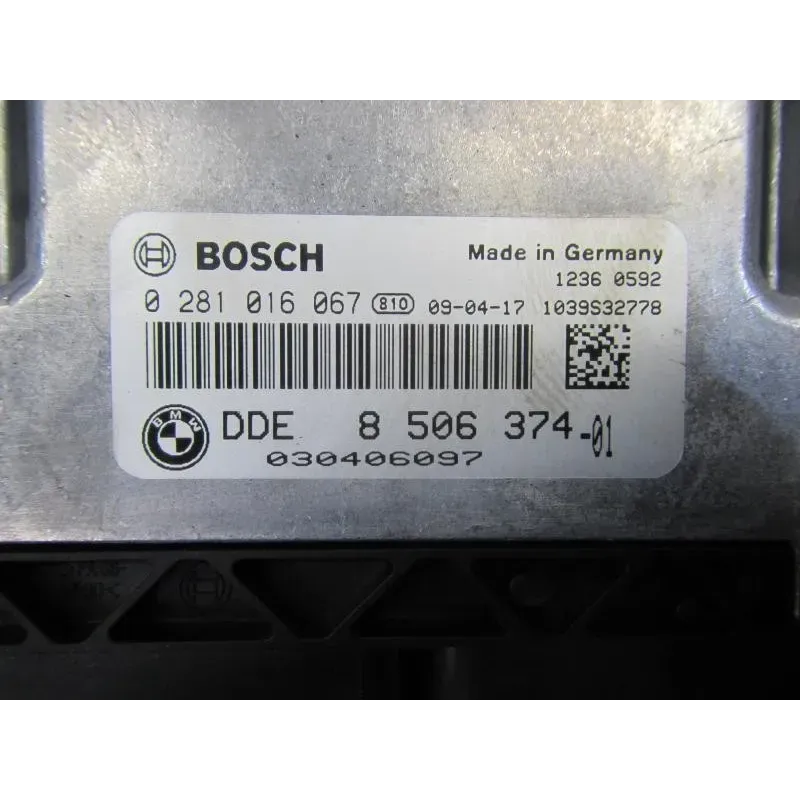 BOSCH Made in Germany
1236 0592
0 281 016 067 810 09-04-17 1039S32778
BMW DDE 8 506 374-01
030406097